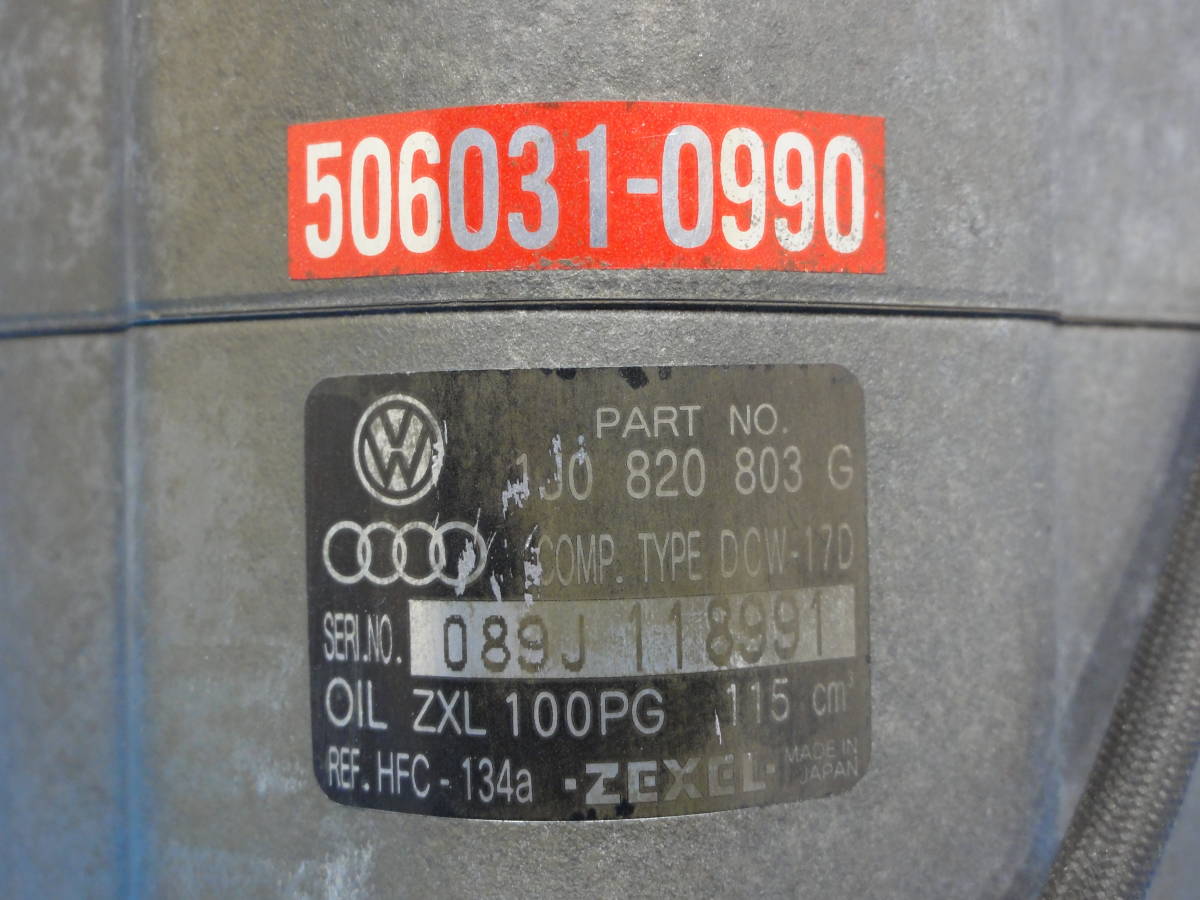 506031-0990
PART NO.
1J0 820 803 G
COMP. TYPE DCW-17D
SERI.NO. 089J 118991
OIL ZXL 100PG 115 cm³
REF. HFC - 134a ·ZEXEL· MADE IN
JAPAN